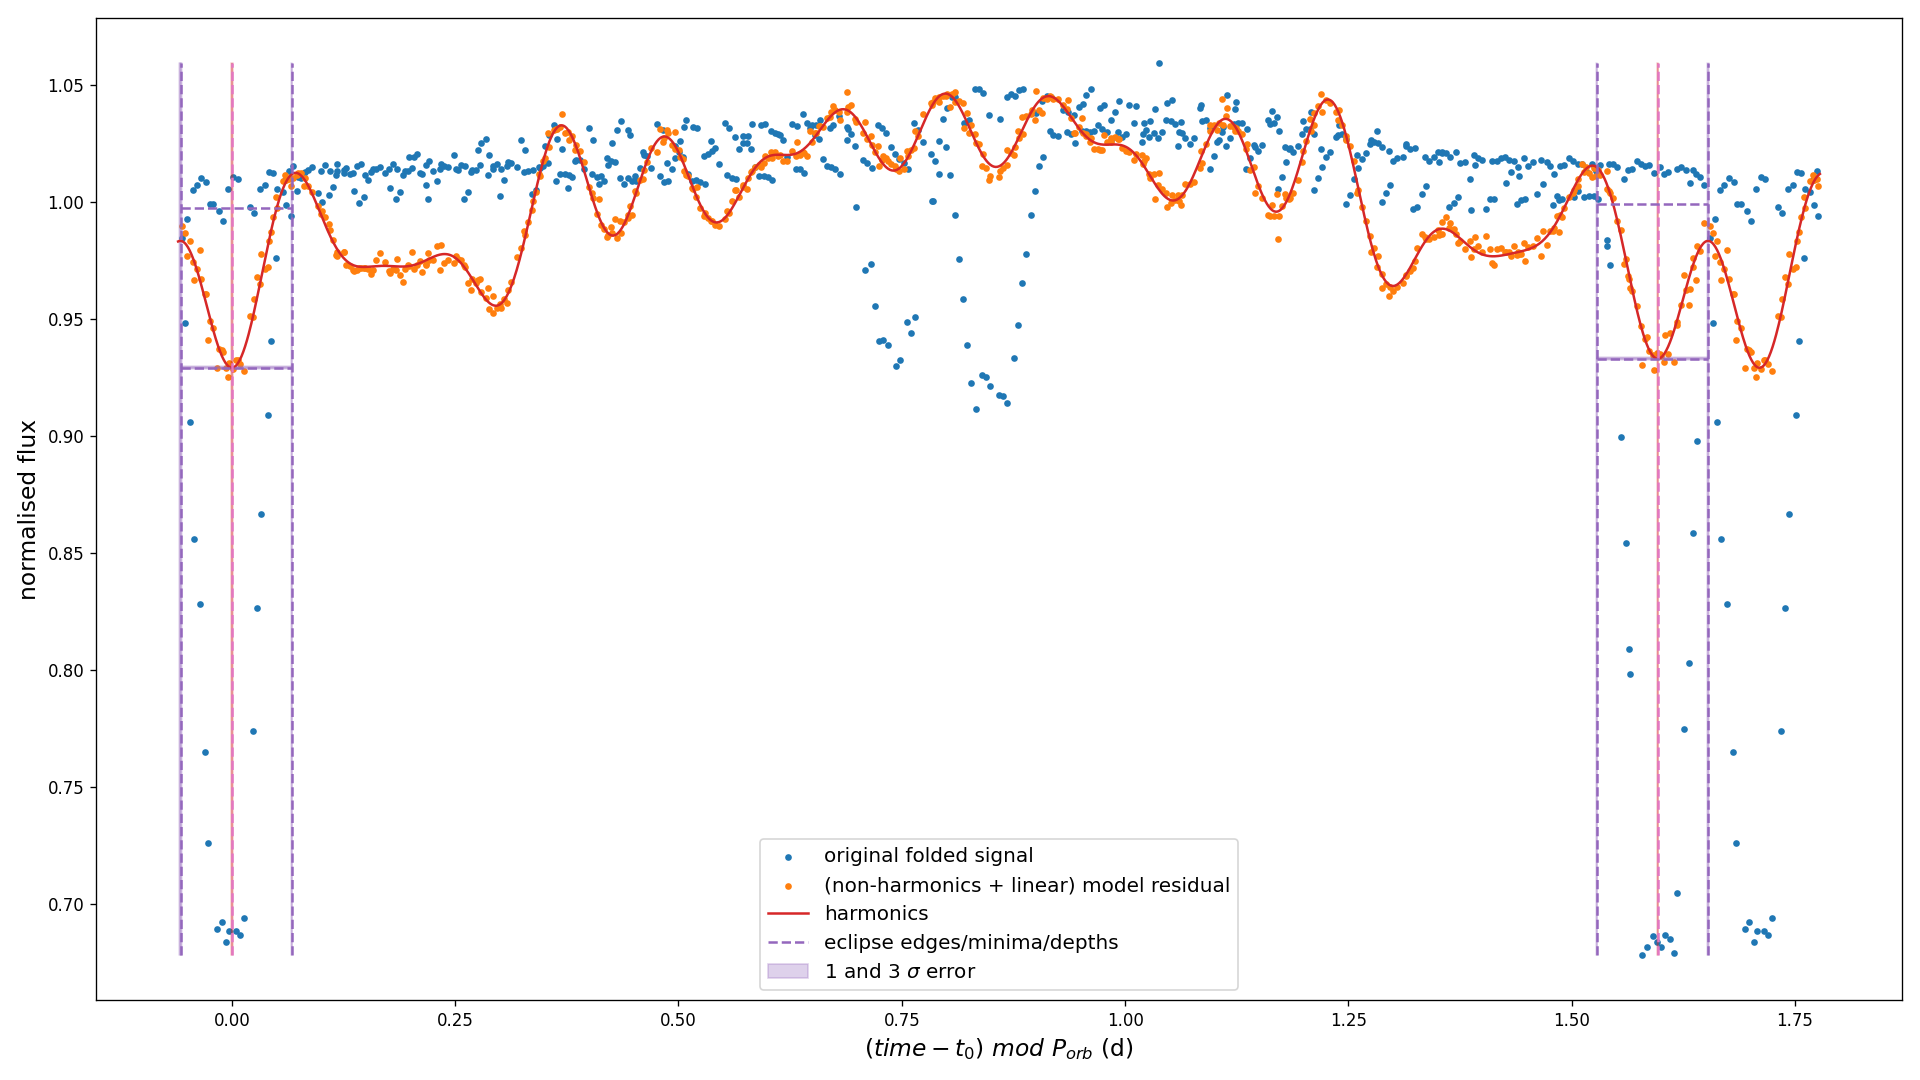 1.05
1.00
0.95
0.90
0.85
0.80
0.75
0.70
normalised flux
original folded signal
(non-harmonics + linear) model residual
harmonics
eclipse edges/minima/depths
1 and 3 σ error
0.00 0.25 0.50 0.75 1.00 1.25 1.50 1.75
(time − t₀) mod Pₒᵣb (d)